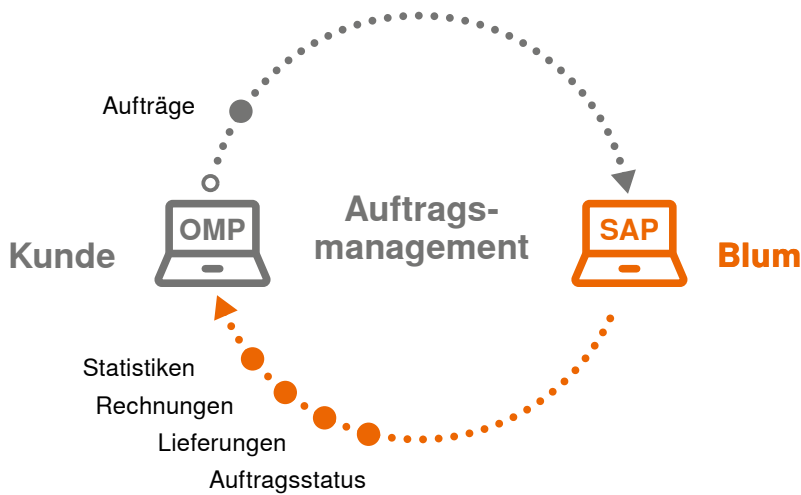 Aufträge
Auftrags-
management
Kunde
OMP
SAP
Blum
Statistiken
Rechnungen
Lieferungen
Auftragsstatus